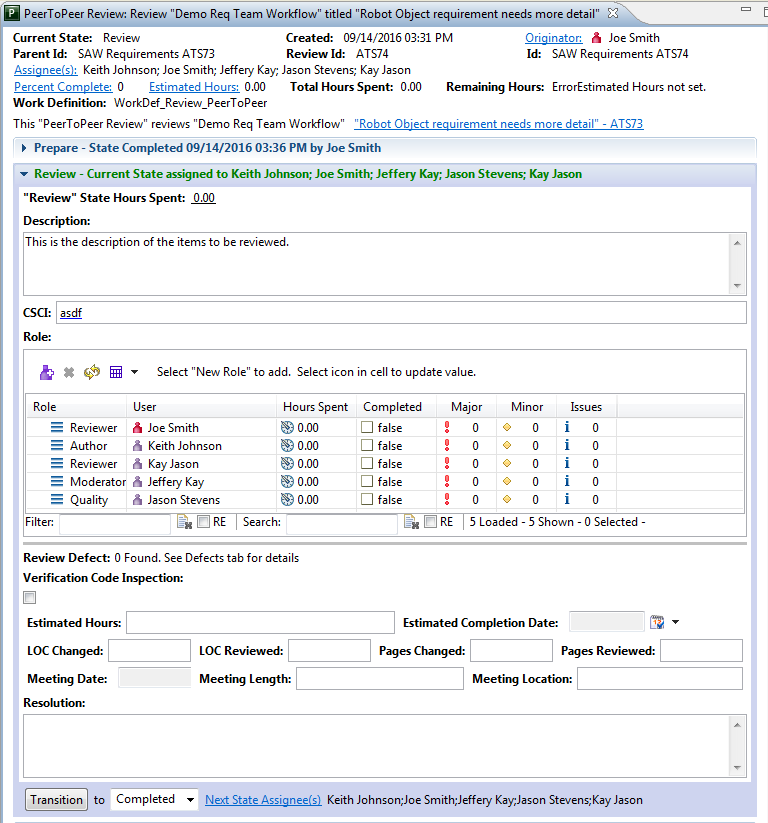 PeerToPeer Review: Review "Demo Req Team Workflow" titled "Robot Object requirement needs more detail"
Current State: Review Created: 09/14/2016 03:31 PM Originator: Joe Smith
Parent Id: SAW Requirements ATS73 Review Id: ATS74 Id: SAW Requirements ATS74
Assignee(s): Keith Johnson; Joe Smith; Jeffery Kay; Jason Stevens; Kay Jason
Percent Complete: 0 Estimated Hours: 0.00 Total Hours Spent: 0.00 Remaining Hours: ErrorEstimated Hours not set.
Work Definition: WorkDef_Review_PeerToPeer
This "PeerToPeer Review" reviews "Demo Req Team Workflow" "Robot Object requirement needs more detail" - ATS73
Prepare - State Completed 09/14/2016 03:36 PM by Joe Smith
Review - Current State assigned to Keith Johnson; Joe Smith; Jeffery Kay; Jason Stevens; Kay Jason
"Review" State Hours Spent: 0.00
Description:
This is the description of the items to be reviewed.
CSCI: asdf
Role:
Select "New Role" to add. Select icon in cell to update value.
Role User Hours Spent Completed Major Minor Issues
Reviewer Joe Smith 0.00 false 0 0 0
Author Keith Johnson 0.00 false 0 0 0
Reviewer Kay Jason 0.00 false 0 0 0
Moderator Jeffery Kay 0.00 false 0 0 0
Quality Jason Stevens 0.00 false 0 0 0
Filter: RE Search: RE 5 Loaded - 5 Shown - 0 Selected -
Review Defect: 0 Found. See Defects tab for details
Verification Code Inspection:
Estimated Hours: Estimated Completion Date:
LOC Changed: LOC Reviewed: Pages Changed: Pages Reviewed:
Meeting Date: Meeting Length: Meeting Location:
Resolution:
Transition to Completed Next State Assignee(s) Keith Johnson;Joe Smith;Jeffery Kay;Jason Stevens;Kay Jason